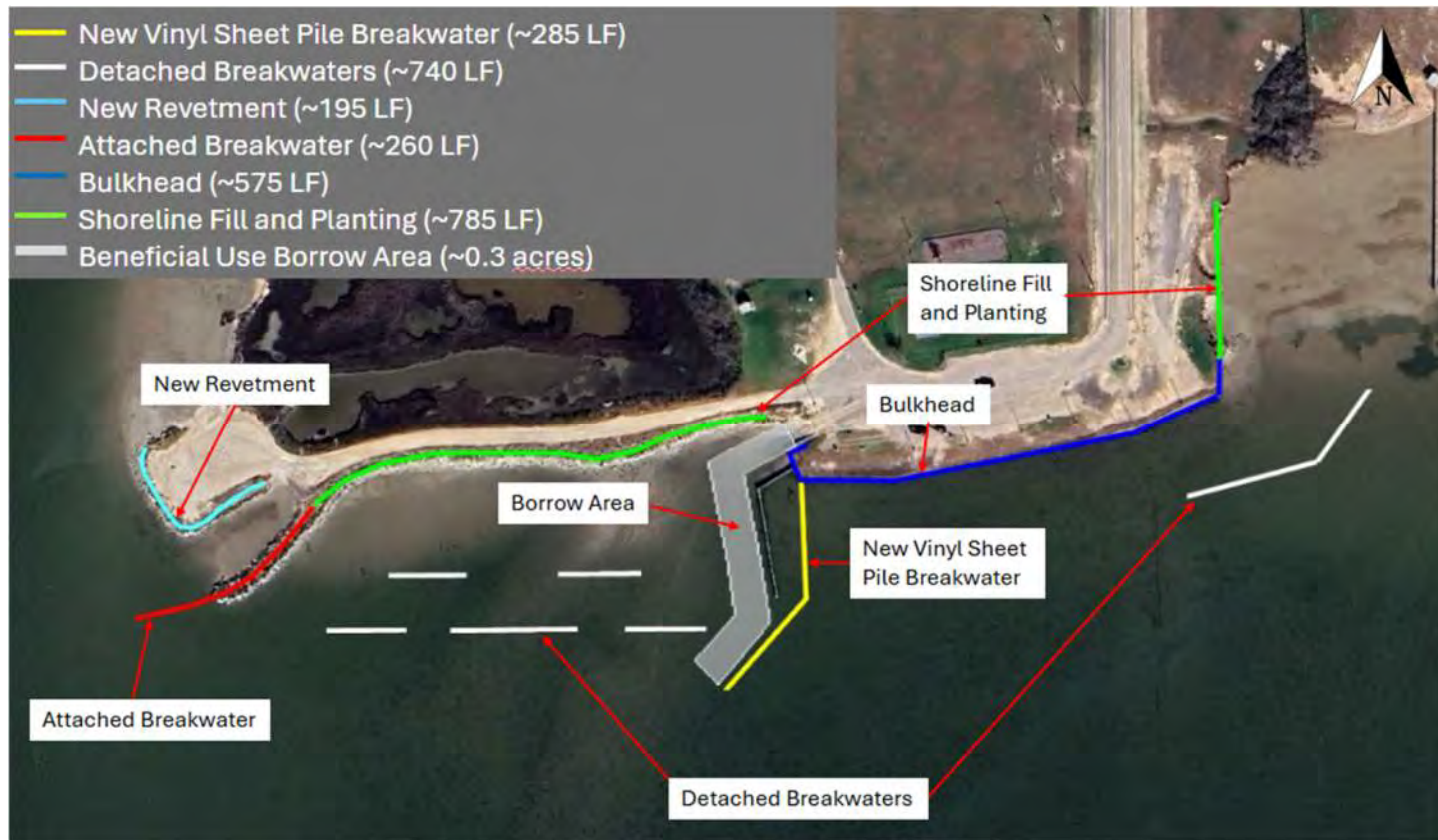 New Vinyl Sheet Pile Breakwater (~285 LF)
Detached Breakwaters (~740 LF)
New Revetment (~195 LF)
Attached Breakwater (~260 LF)
Bulkhead (~575 LF)
Shoreline Fill and Planting (~785 LF)
Beneficial Use Borrow Area (~0.3 acres)
N
Shoreline Fill
and Planting
New Revetment
Bulkhead
Borrow Area
New Vinyl Sheet
Pile Breakwater
Attached Breakwater
Detached Breakwaters